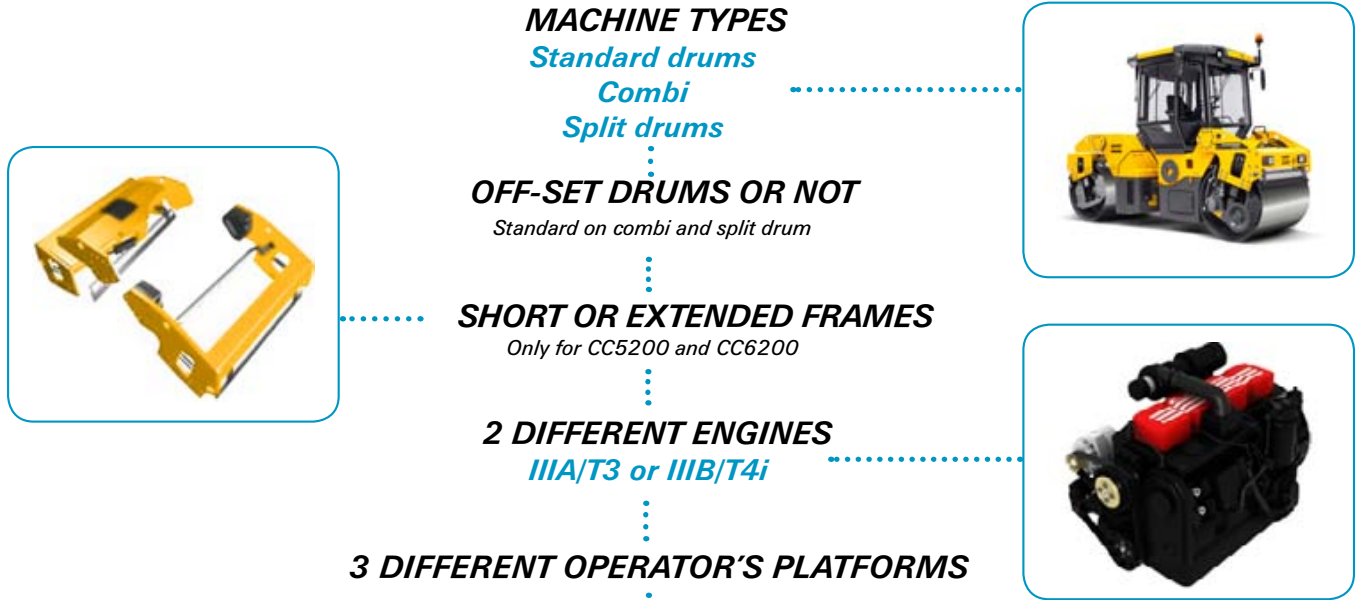 MACHINE TYPES
Standard drums
Combi
Split drums
OFF-SET DRUMS OR NOT
Standard on combi and split drum
SHORT OR EXTENDED FRAMES
Only for CC5200 and CC6200
2 DIFFERENT ENGINES
IIIA/T3 or IIIB/T4i
3 DIFFERENT OPERATOR'S PLATFORMS